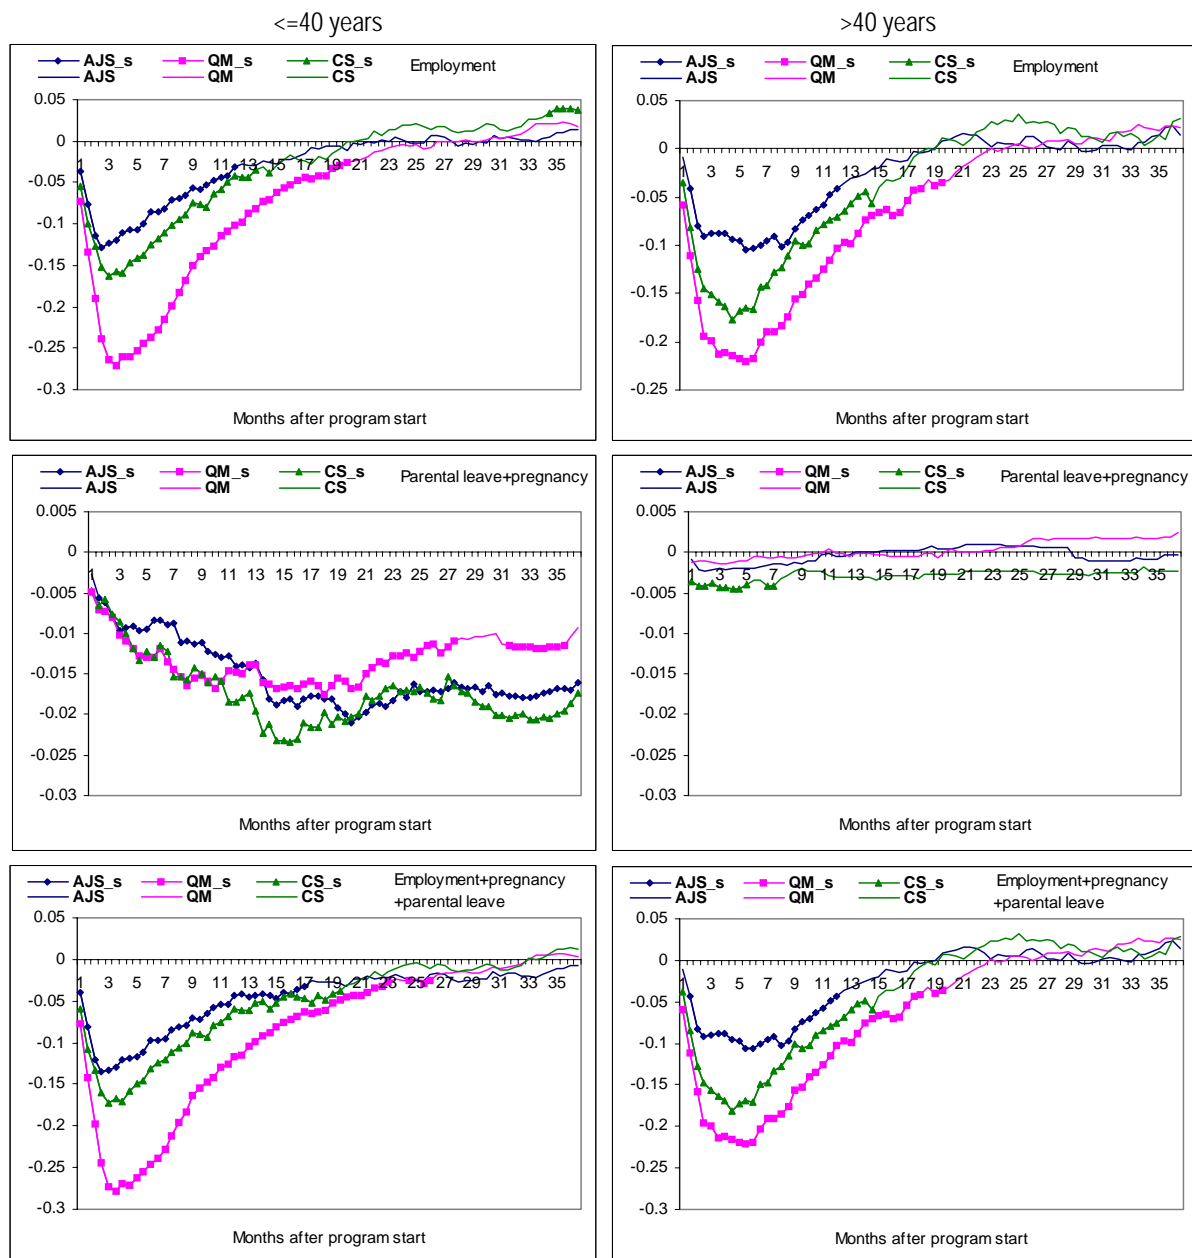 <=40 years
>40 years
AJS_s QM_s CS_s
AJS QM CS Employment
0.05
0
-0.05
-0.1
-0.15
-0.2
-0.25
-0.3
1 3 5 7 9 11 13 15 17 19 21 23 25 27 29 31 33 35
Months after program start
AJS_s QM_s CS_s
AJS QM CS Employment
0.05
0
-0.05
-0.1
-0.15
-0.2
-0.25
1 3 5 7 9 11 13 15 17 19 21 23 25 27 29 31 33 35
Months after program start
AJS_s QM_s CS_s
AJS QM CS Parental leave+pregnancy
0.005
0
-0.005
-0.01
-0.015
-0.02
-0.025
-0.03
1 3 5 7 9 11 13 15 17 19 21 23 25 27 29 31 33 35
Months after program start
AJS_s QM_s CS_s
AJS QM CS Parental leave+pregnancy
0.005
0
-0.005
-0.01
-0.015
-0.02
-0.025
-0.03
1 3 5 7 9 11 13 15 17 19 21 23 25 27 29 31 33 35
Months after program start
AJS_s QM_s CS_s Employment+pregnancy
AJS QM CS +parental leave
0.05
0
-0.05
-0.1
-0.15
-0.2
-0.25
-0.3
1 3 5 7 9 11 13 15 17 19 21 23 25 27 29 31 33 35
Months after program start
AJS_s QM_s CS_s Employment+pregnancy
AJS QM CS +parental leave
0.05
0
-0.05
-0.1
-0.15
-0.2
-0.25
-0.3
1 3 5 7 9 11 13 15 17 19 21 23 25 27 29 31 33 35
Months after program start